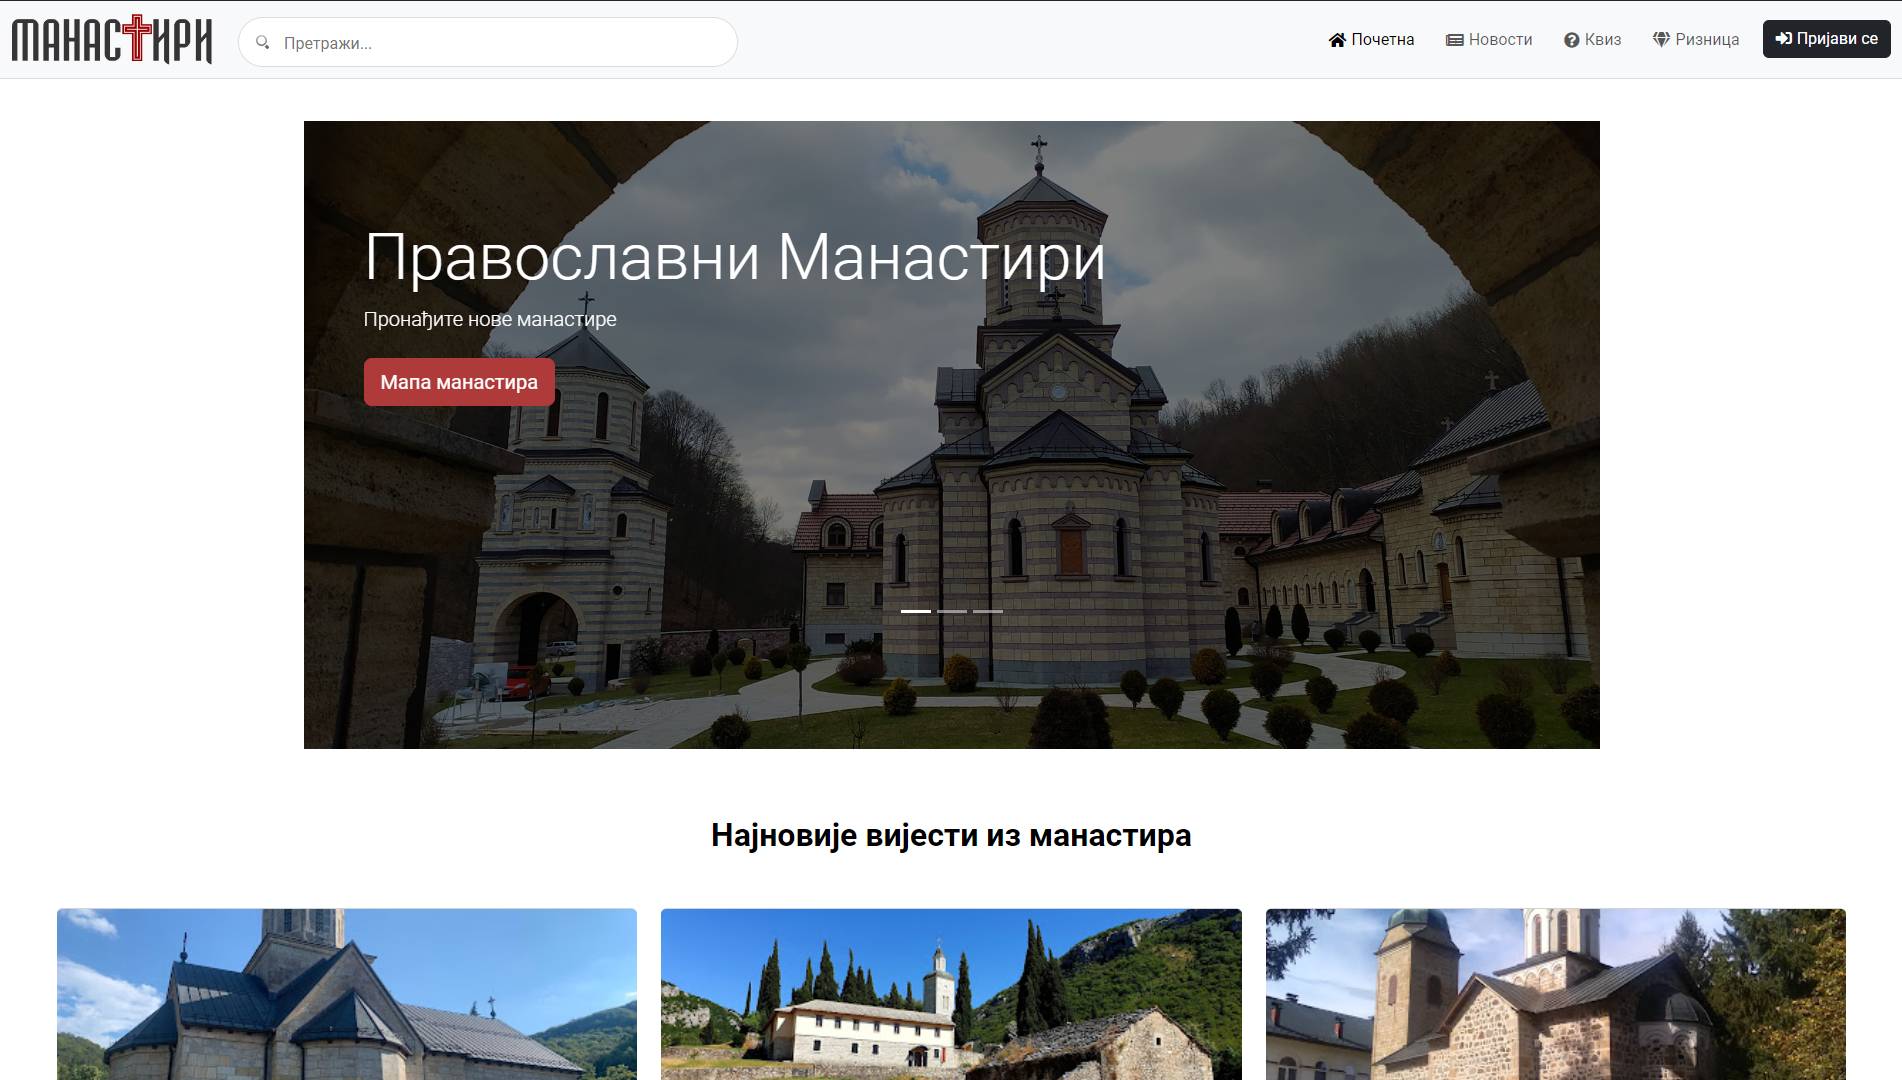 МАНАСТИРИ
Претражи...
Почетна
Новости
Квиз
Ризница
Пријави се
Православни Манастири
Пронађите нове манастире
Мапа манастира
Најновије вијести из манастира